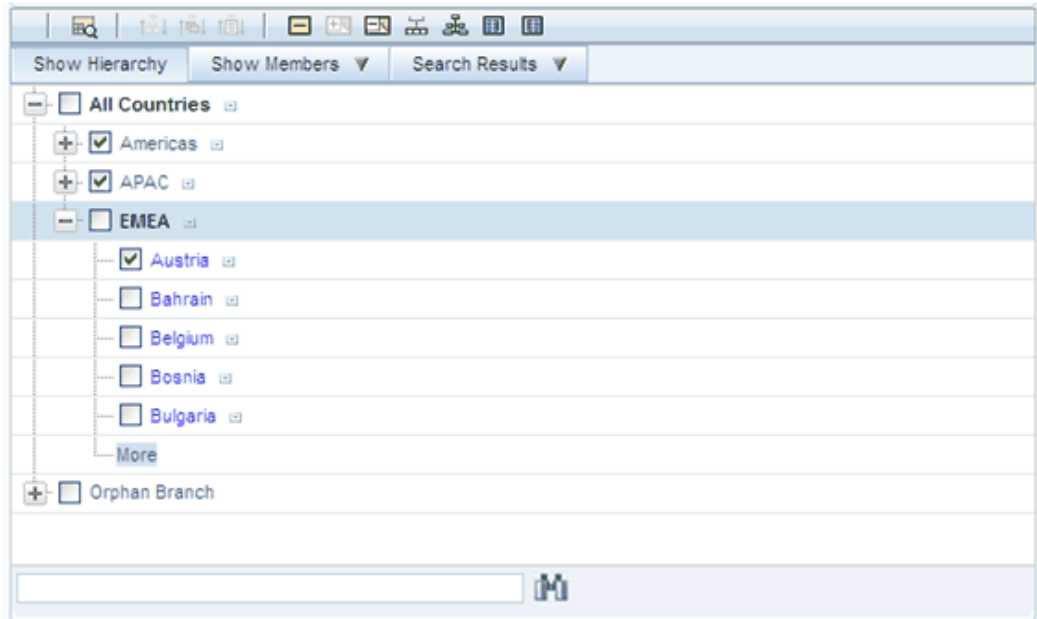 Show Hierarchy Show Members Search Results
All Countries
Americas
APAC
EMEA
Austria
Bahrain
Belgium
Bosnia
Bulgaria
More
Orphan Branch